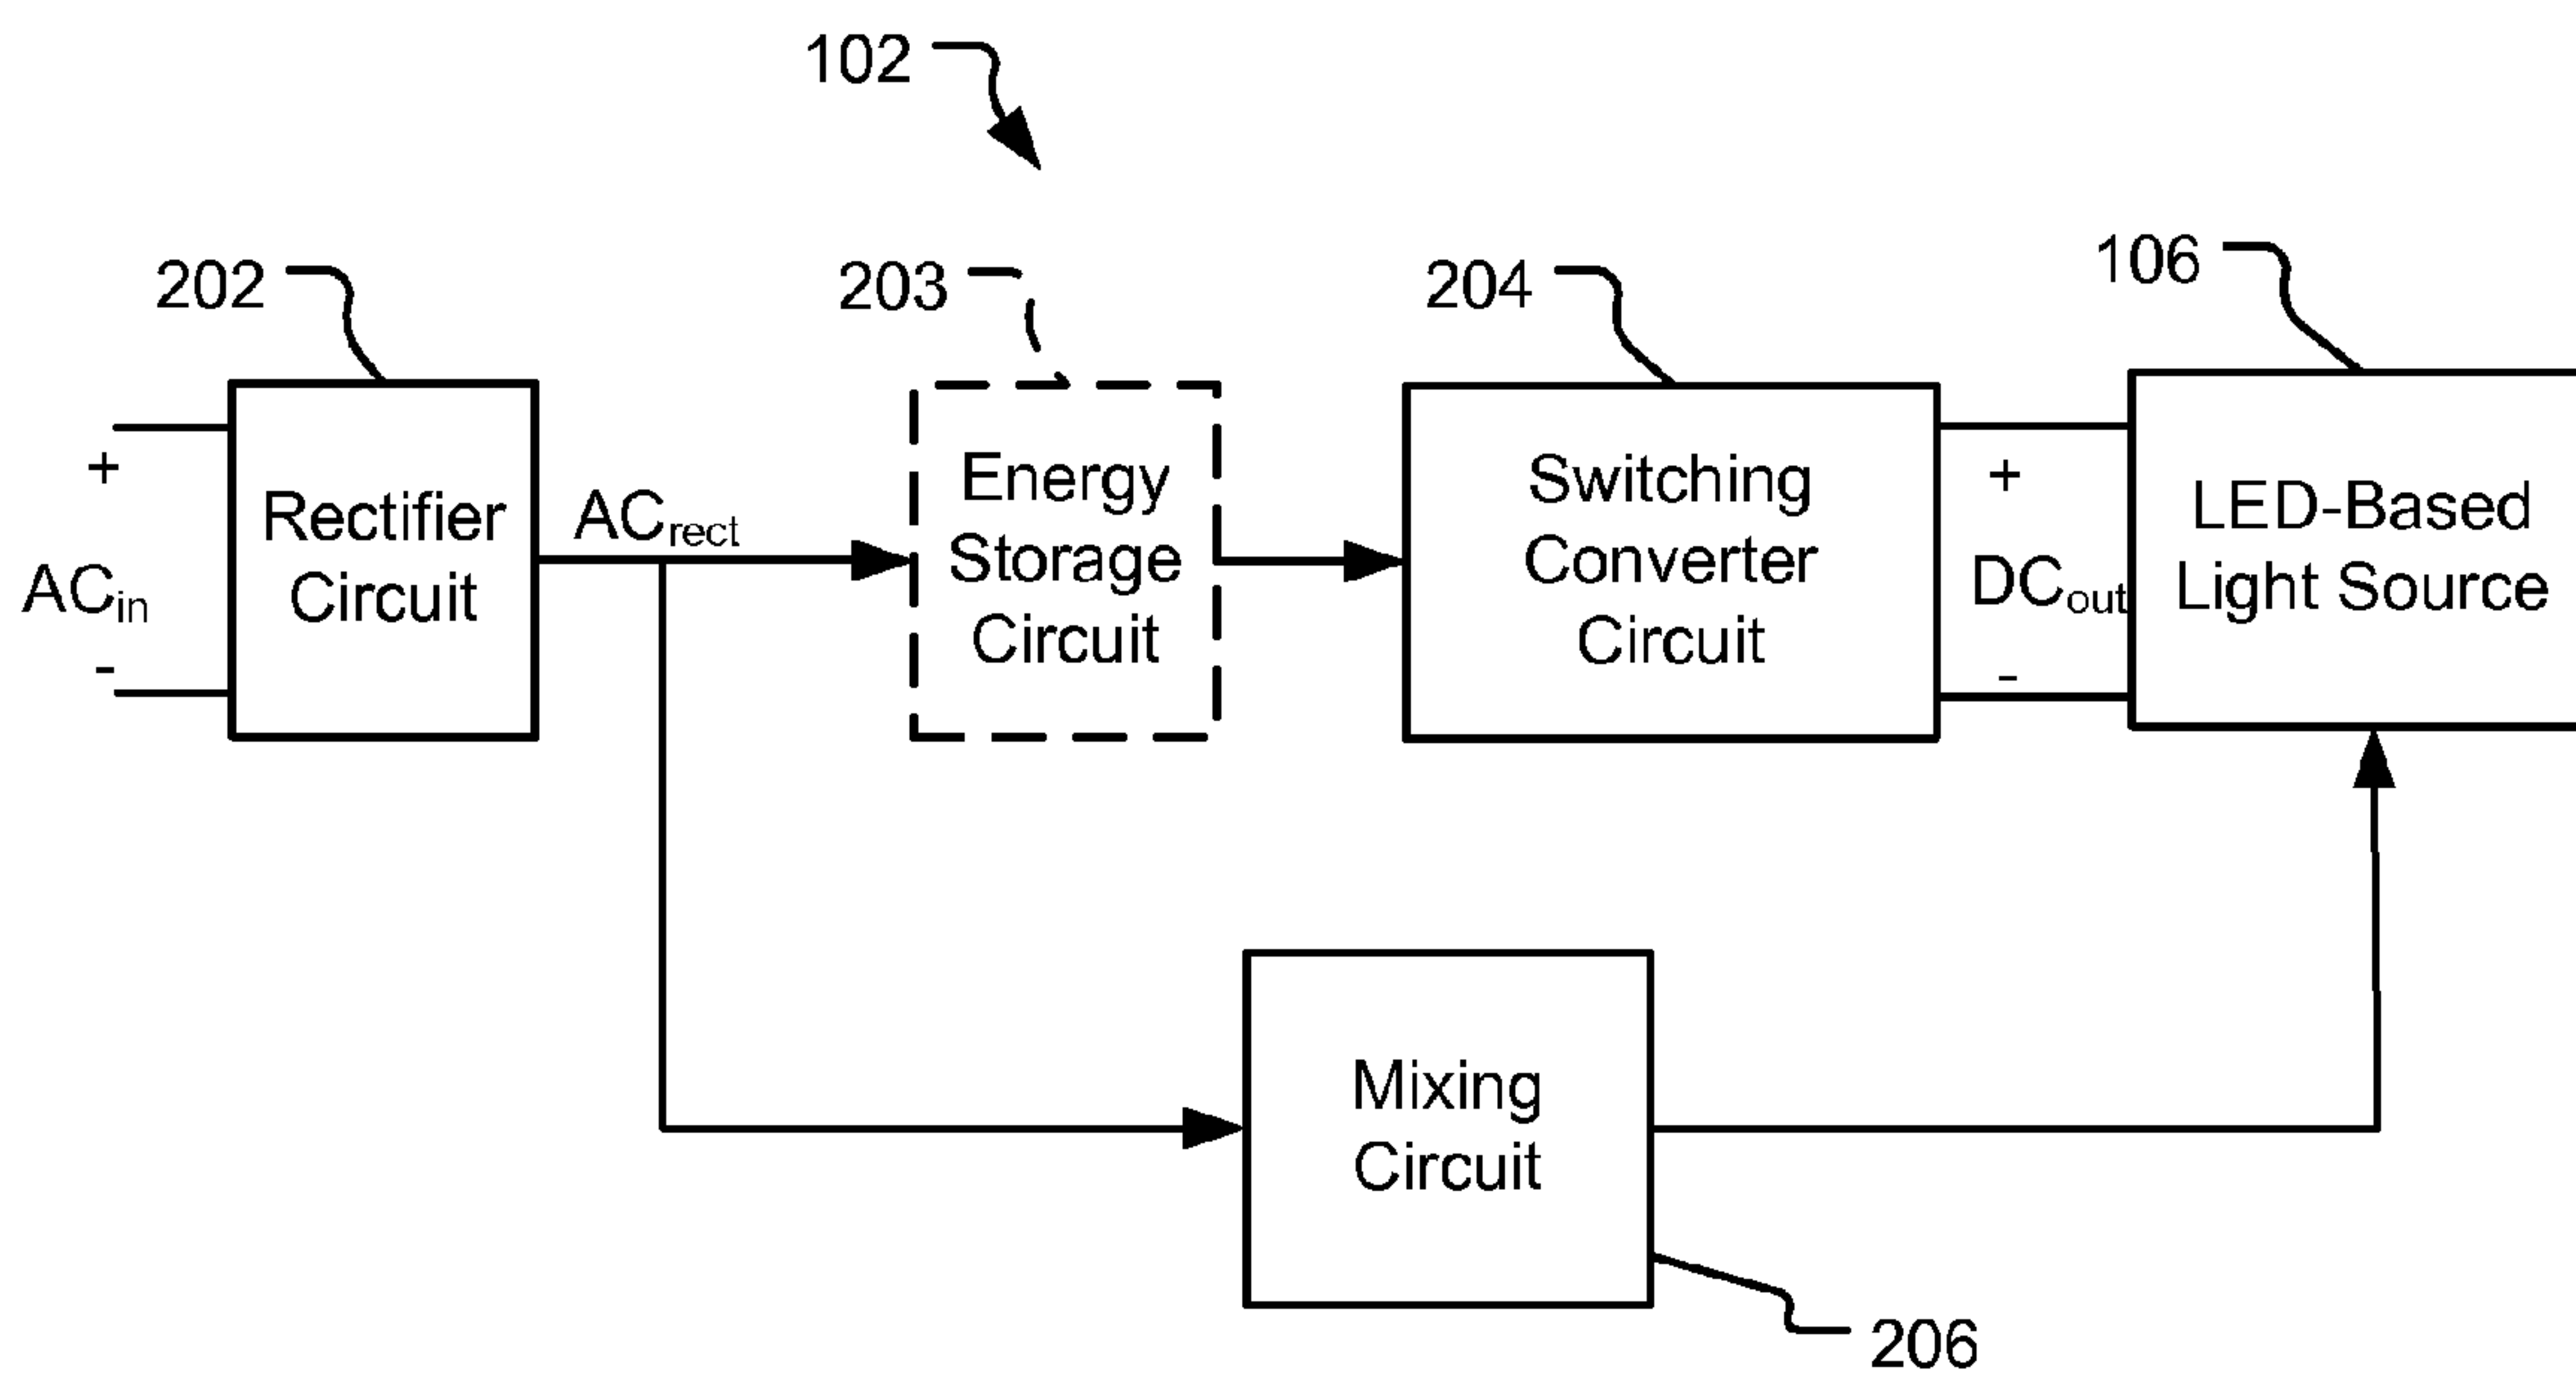 102
202
203
204
106
+
ACin
-
Rectifier
Circuit
ACrect
Energy
Storage
Circuit
Switching
Converter
Circuit
+
DCout
-
LED-Based
Light Source
Mixing
Circuit
206